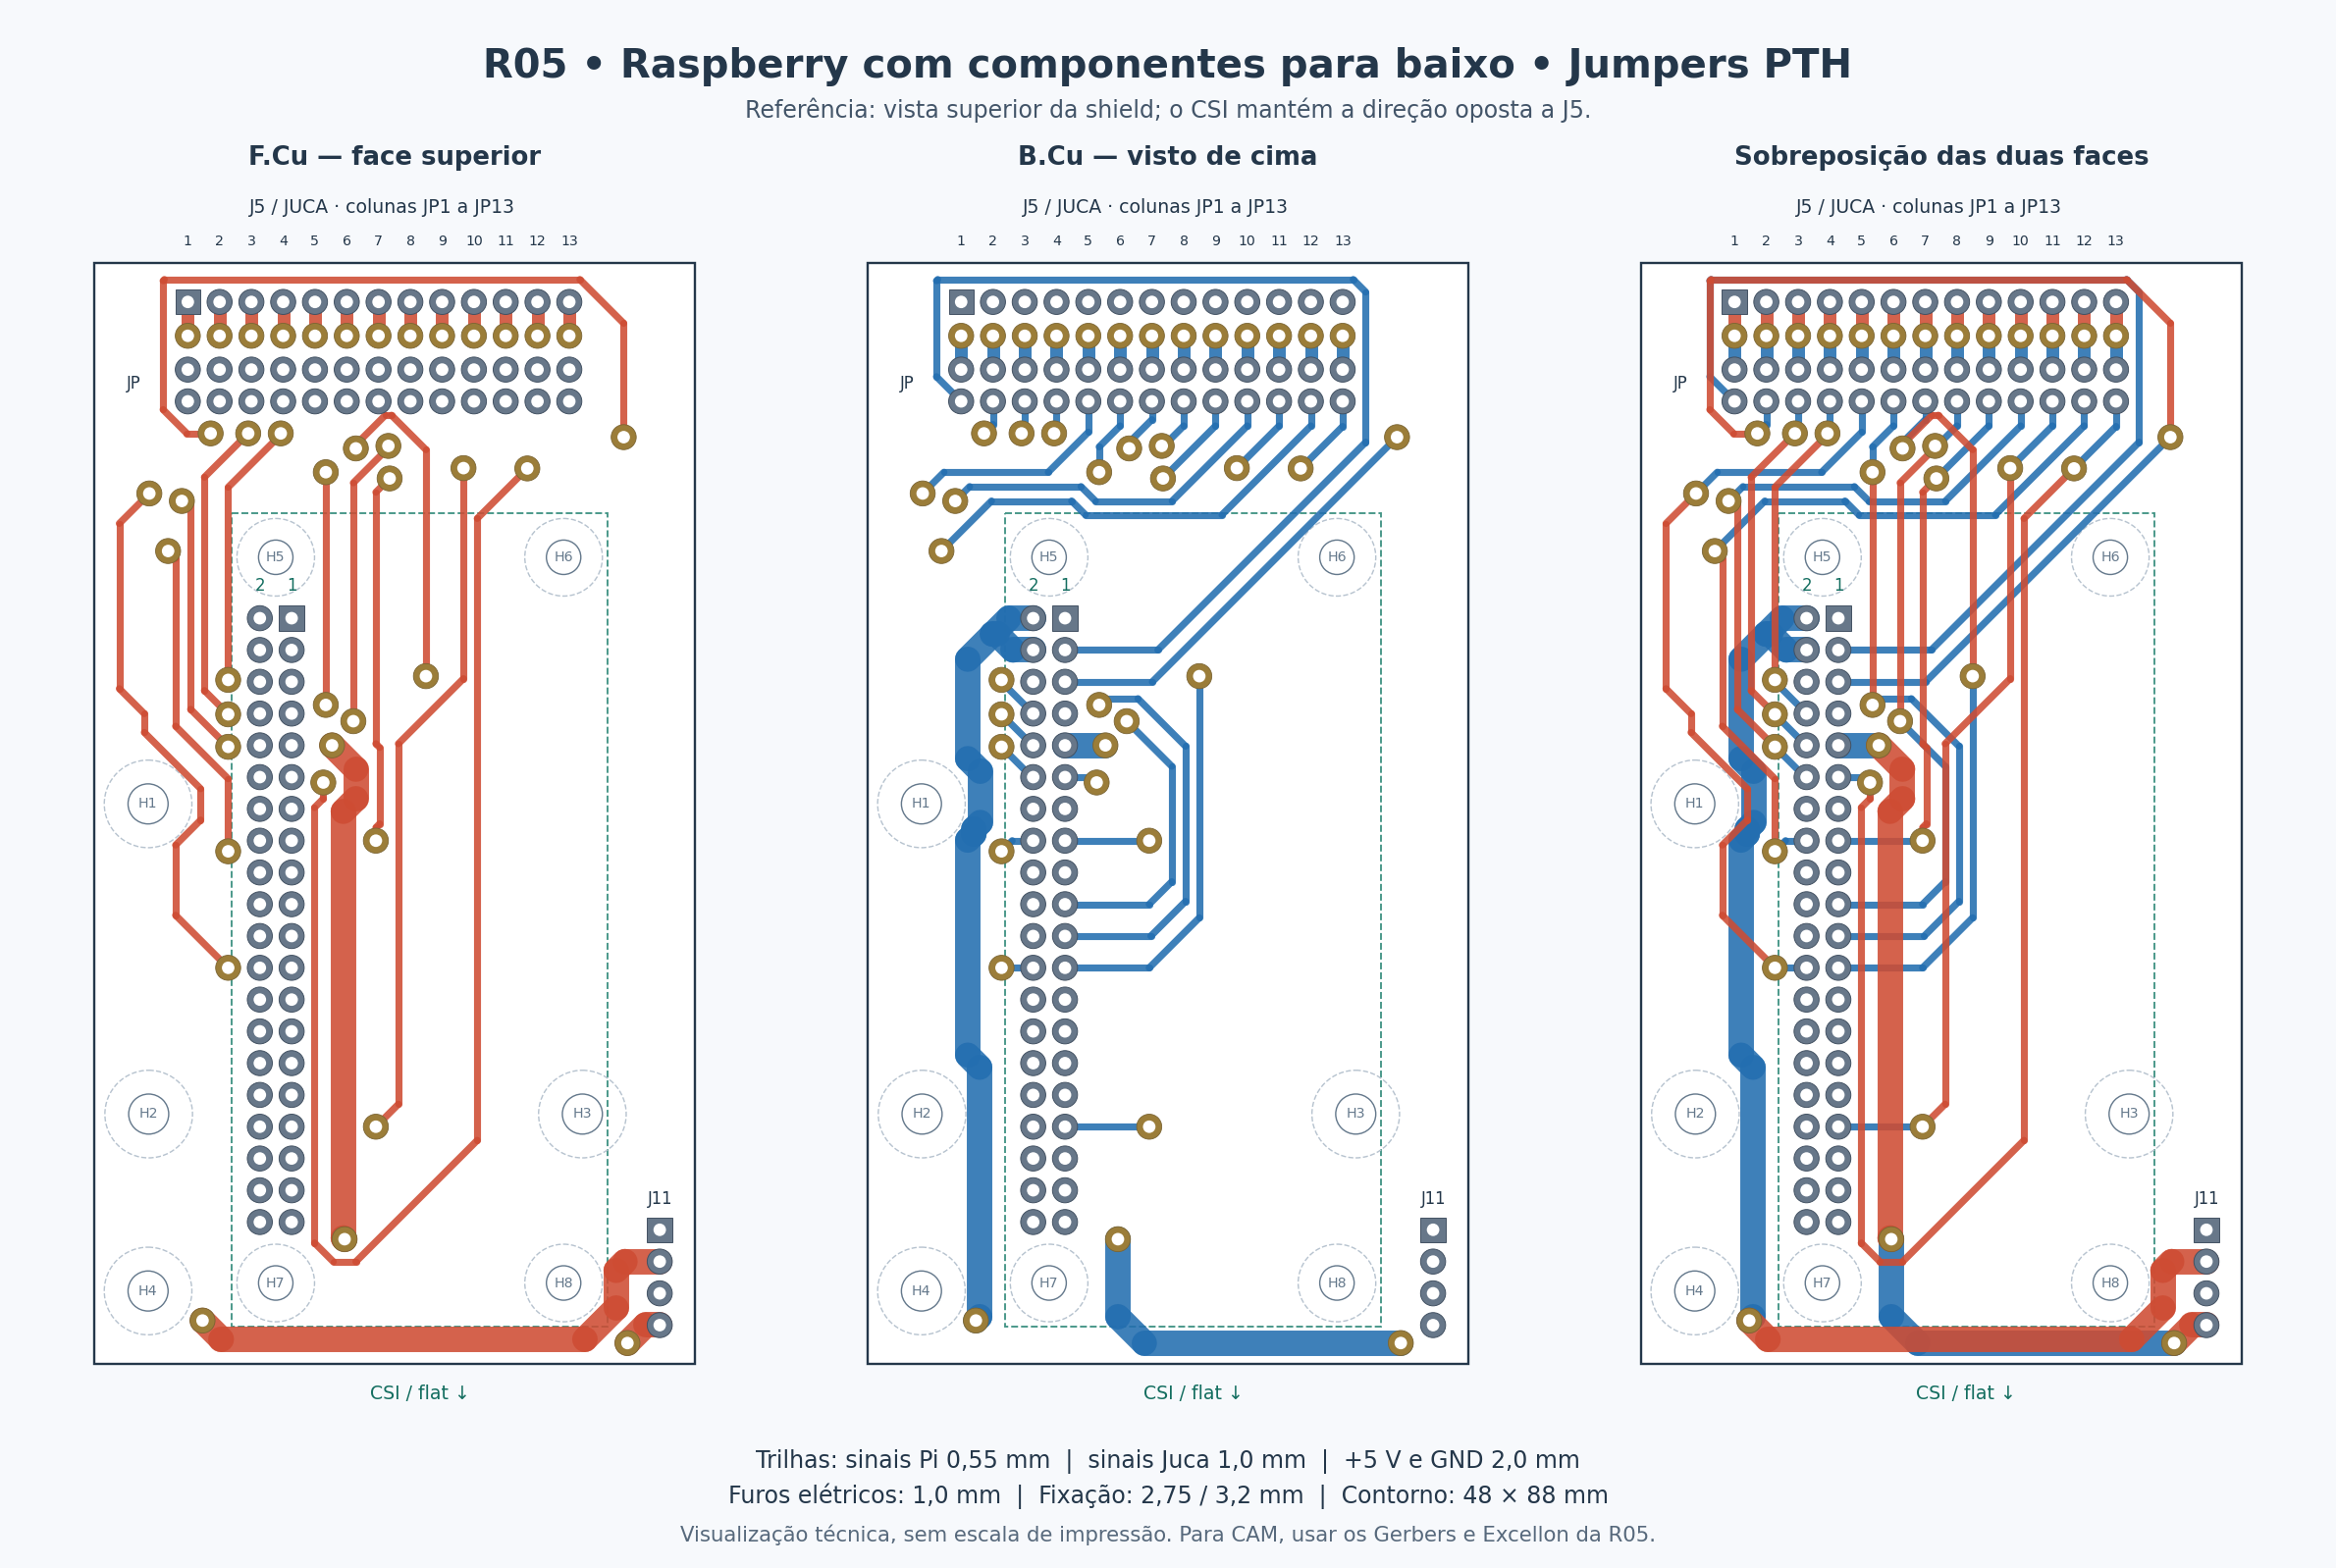 R05 • Raspberry com componentes para baixo • Jumpers PTH
Referência: vista superior da shield; o CSI mantém a direção oposta a J5.
F.Cu — face superior
J5 / JUCA · colunas JP1 a JP13
1 2 3 4 5 6 7 8 9 10 11 12 13
JP
H5
H6
2 1
H1
H2
H3
J11
H7
H8
H4
CSI / flat ↓
B.Cu — visto de cima
J5 / JUCA · colunas JP1 a JP13
1 2 3 4 5 6 7 8 9 10 11 12 13
JP
H5
H6
2 1
H1
H2
H3
J11
H7
H8
H4
CSI / flat ↓
Sobreposição das duas faces
J5 / JUCA · colunas JP1 a JP13
1 2 3 4 5 6 7 8 9 10 11 12 13
JP
H5
H6
2 1
H1
H2
H3
J11
H7
H8
H4
CSI / flat ↓
Trilhas: sinais Pi 0,55 mm | sinais Juca 1,0 mm | +5 V e GND 2,0 mm
Furos elétricos: 1,0 mm | Fixação: 2,75 / 3,2 mm | Contorno: 48 × 88 mm
Visualização técnica, sem escala de impressão. Para CAM, usar os Gerbers e Excellon da R05.